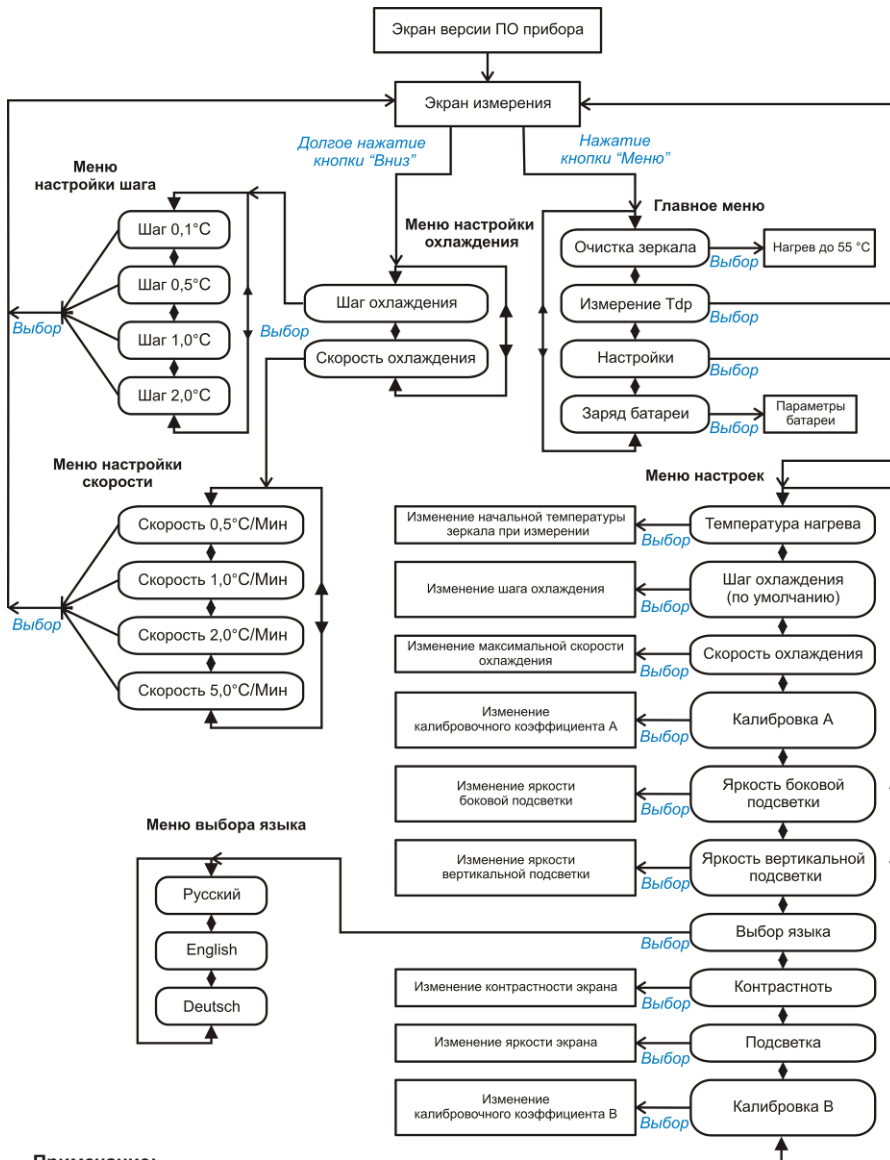 Экран версии ПО прибора
Экран измерения
Долгое нажатие
кнопки “Вниз”
Нажатие
кнопки “Меню”
Меню
настройки шага
Шаг 0,1°C
Шаг 0,5°C
Шаг 1,0°C
Шаг 2,0°C
Выбор
Меню настройки
охлаждения
Шаг охлаждения
Выбор
Скорость охлаждения
Главное меню
Очистка зеркала
Выбор
Нагрев до 55 °C
Измерение Tdp
Выбор
Настройки
Выбор
Заряд батареи
Выбор
Параметры
батареи
Меню настройки
скорости
Скорость 0,5°C/Мин
Скорость 1,0°C/Мин
Скорость 2,0°C/Мин
Скорость 5,0°C/Мин
Выбор
Меню настроек
Изменение начальной температуры
зеркала при измерении
Выбор
Температура нагрева
Изменение шага охлаждения
Выбор
Шаг охлаждения
(по умолчанию)
Изменение максимальной скорости
охлаждения
Выбор
Скорость охлаждения
Изменение
калибровочного коэффициента A
Выбор
Калибровка A
Изменение яркости
боковой подсветки
Выбор
Яркость боковой
подсветки
Изменение яркости
вертикальной подсветки
Выбор
Яркость вертикальной
подсветки
Меню выбора языка
Русский
English
Deutsch
Выбор
Выбор языка
Изменение контрастности экрана
Выбор
Контрастноть
Изменение яркости экрана
Выбор
Подсветка
Изменение
калибровочного коэффициента B
Выбор
Калибровка B
Примечание: